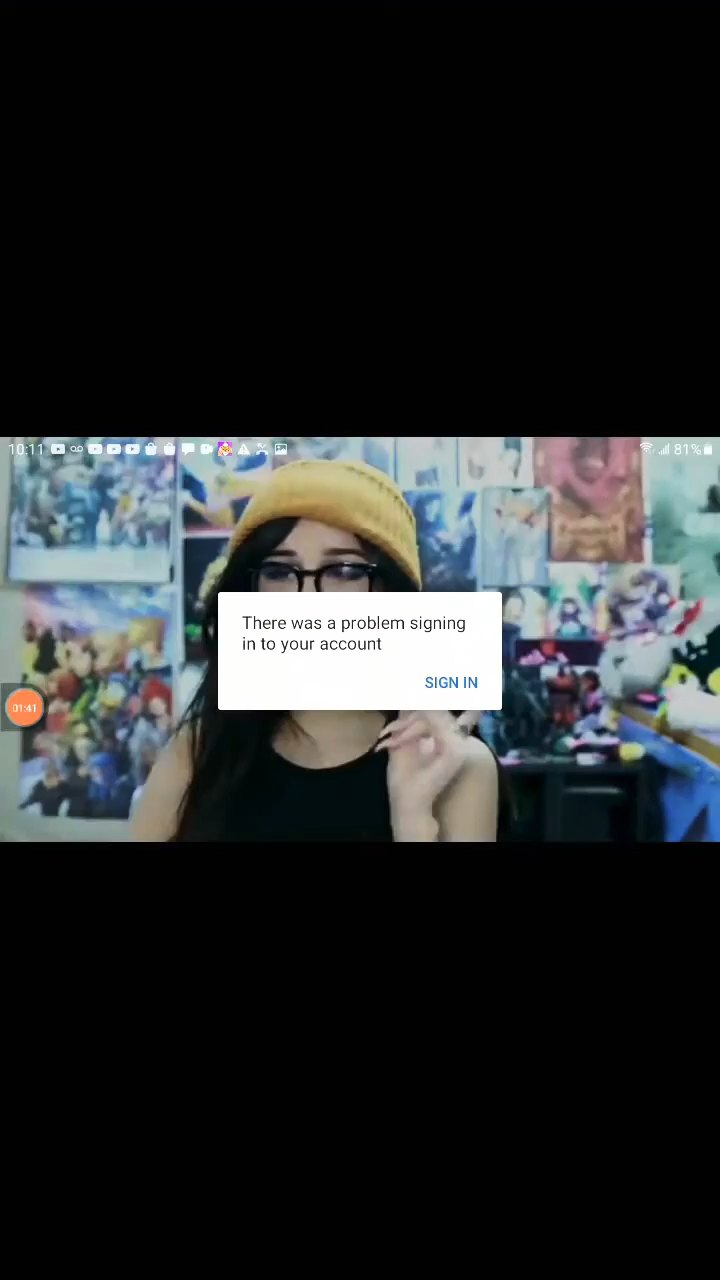 10:11
81%
There was a problem signing
in to your account
SIGN IN
01:41